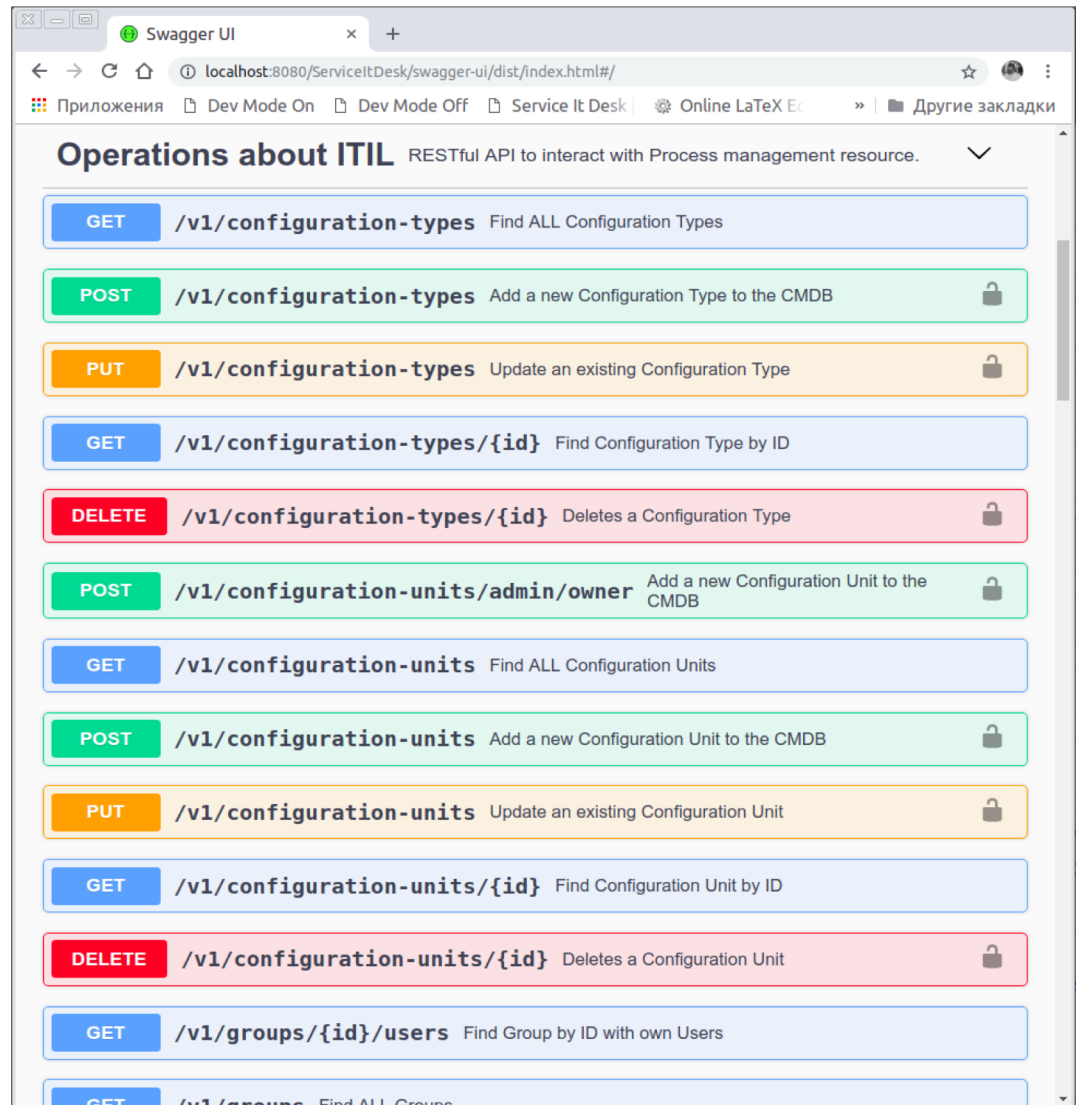 Swagger UI
localhost:8080/ServiceItDesk/swagger-ui/dist/index.html#/
Приложения Dev Mode On Dev Mode Off Service It Desk Online LaTeX » Другие закладки
Operations about ITIL RESTful API to interact with Process management resource.
GET /v1/configuration-types Find ALL Configuration Types
POST /v1/configuration-types Add a new Configuration Type to the CMDB
PUT /v1/configuration-types Update an existing Configuration Type
GET /v1/configuration-types/{id} Find Configuration Type by ID
DELETE /v1/configuration-types/{id} Deletes a Configuration Type
POST /v1/configuration-units/admin/owner Add a new Configuration Unit to the
CMDB
GET /v1/configuration-units Find ALL Configuration Units
POST /v1/configuration-units Add a new Configuration Unit to the CMDB
PUT /v1/configuration-units Update an existing Configuration Unit
GET /v1/configuration-units/{id} Find Configuration Unit by ID
DELETE /v1/configuration-units/{id} Deletes a Configuration Unit
GET /v1/groups/{id}/users Find Group by ID with own Users
GET /v1/groups Find ALL Groups